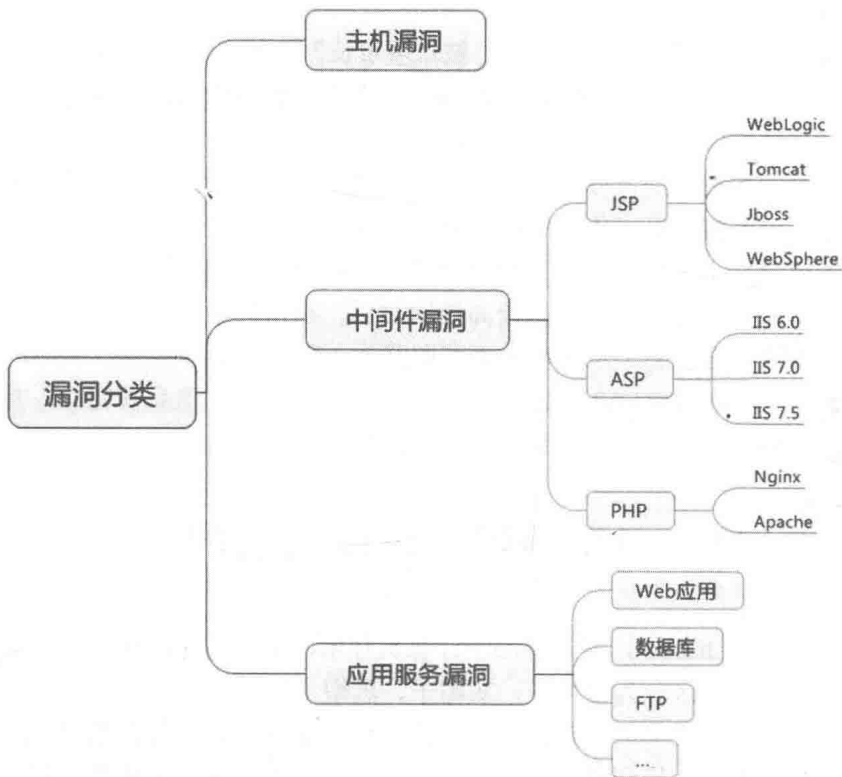 主机漏洞
WebLogic
Tomcat
JSP
Jboss
WebSphere
中间件漏洞
IIS 6.0
漏洞分类
ASP
IIS 7.0
IIS 7.5
Nginx
PHP
Apache
Web应用
数据库
应用服务漏洞
FTP
...